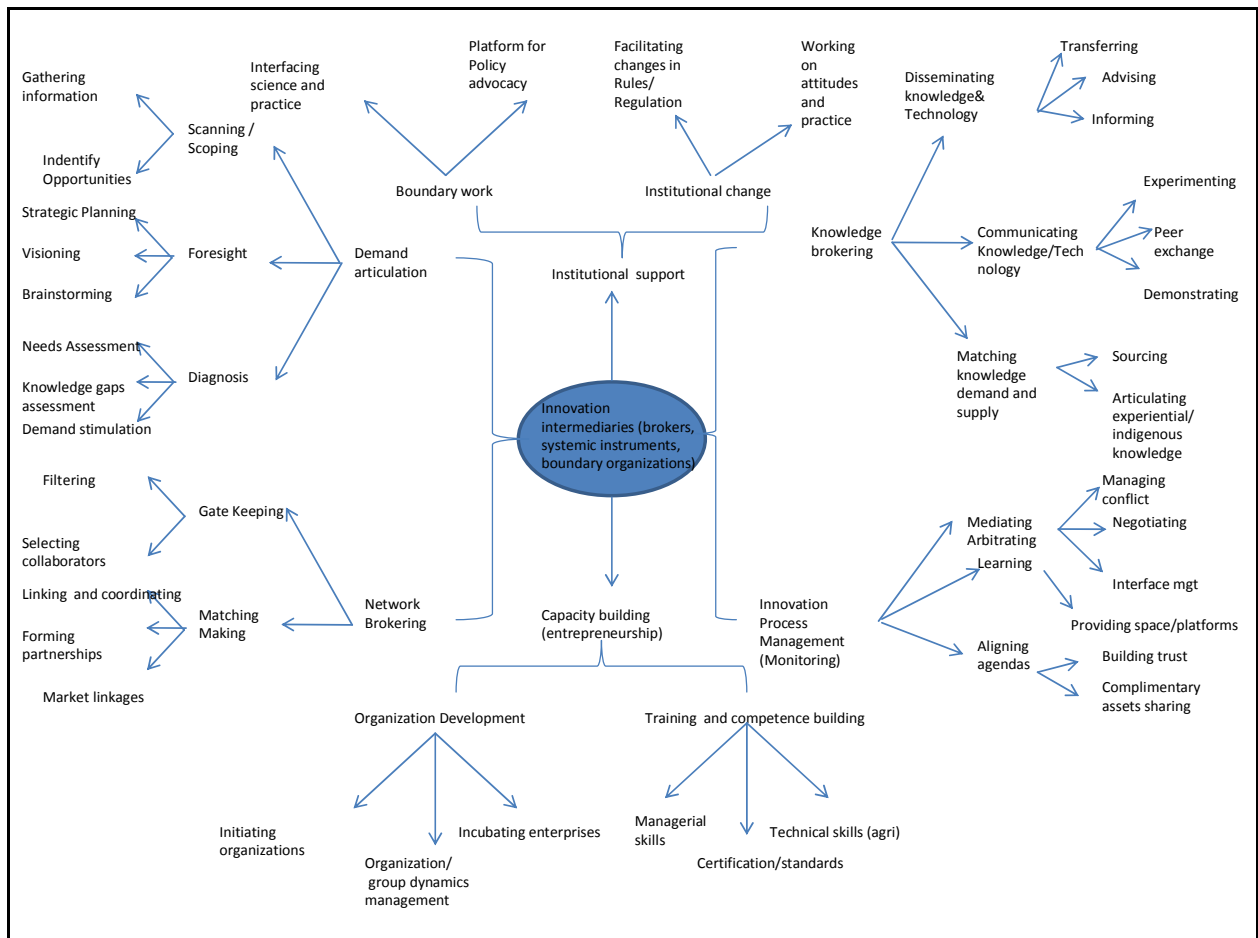 Gathering
information
Indentify
Opportunities
Scanning /
Scoping
Interfacing
science and
practice
Platform for
Policy
advocacy
Boundary work
Facilitating
changes in
Rules/
Regulation
Working
on
attitudes
and
practice
Institutional change
Institutional  support
Disseminating
knowledge&
Technology
Transferring
Advising
Informing
Knowledge
brokering
Communicating
Knowledge/Tech
nology
Experimenting
Peer
exchange
Demonstrating
Matching
knowledge
demand and
supply
Sourcing
Articulating
experiential/
indigenous
knowledge
Strategic Planning
Visioning
Brainstorming
Foresight
Demand
articulation
Needs Assessment
Knowledge gaps
assessment
Demand stimulation
Diagnosis
Innovation
intermediaries (brokers,
systemic instruments,
boundary organizations)
Filtering
Selecting
collaborators
Gate Keeping
Linking  and coordinating
Forming
partnerships
Market linkages
Matching
Making
Network
Brokering
Capacity building
(entrepreneurship)
Innovation
Process
Management
(Monitoring)
Mediating
Arbitrating
Learning
Managing
conflict
Negotiating
Interface mgt
Providing space/platforms
Aligning
agendas
Building trust
Complimentary
assets sharing
Organization Development
Initiating
organizations
Organization/
group dynamics
management
Incubating enterprises
Training  and competence building
Managerial
skills
Certification/standards
Technical skills (agri)